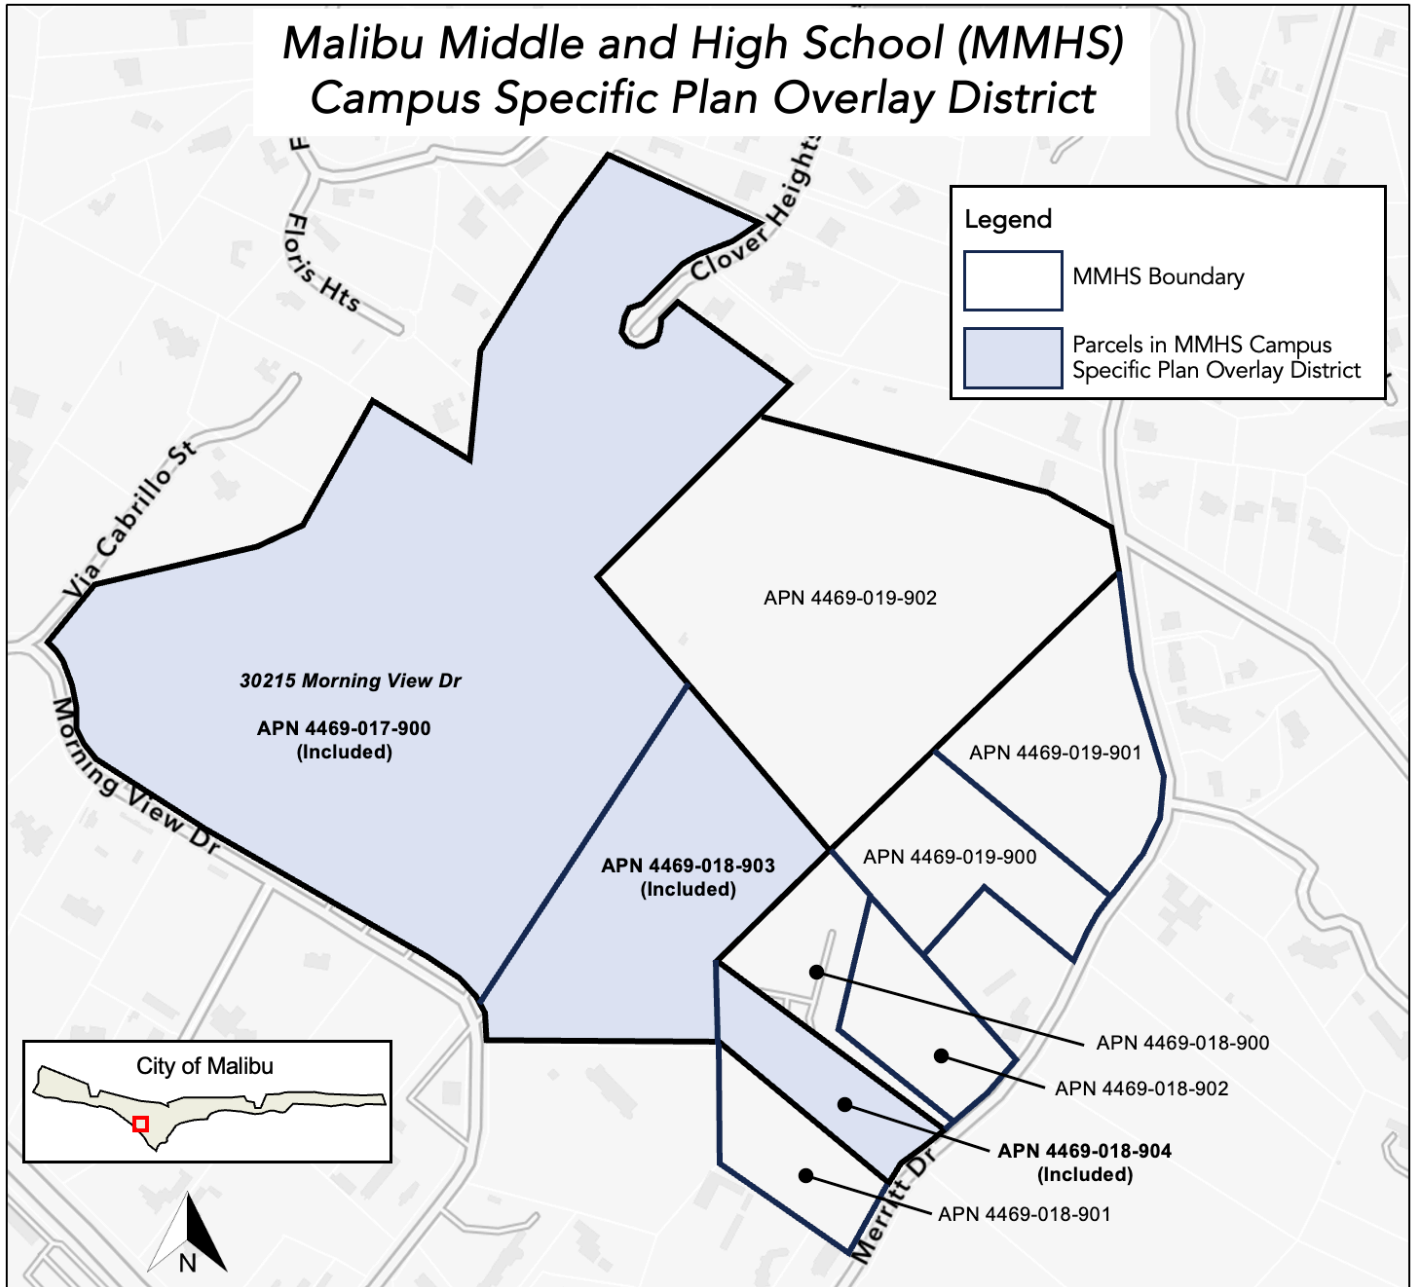 Malibu Middle and High School (MMHS)
Campus Specific Plan Overlay District
F
Floris Hts
Clover Heights
Legend
MMHS Boundary
Parcels in MMHS Campus
Specific Plan Overlay District
Via Cabrillo St
APN 4469-019-902
30215 Morning View Dr
APN 4469-017-900
(Included)
Morning View Dr
APN 4469-019-901
APN 4469-018-903
(Included)
APN 4469-019-900
APN 4469-018-900
City of Malibu
APN 4469-018-902
APN 4469-018-904
(Included)
Merritt Dr
APN 4469-018-901
N